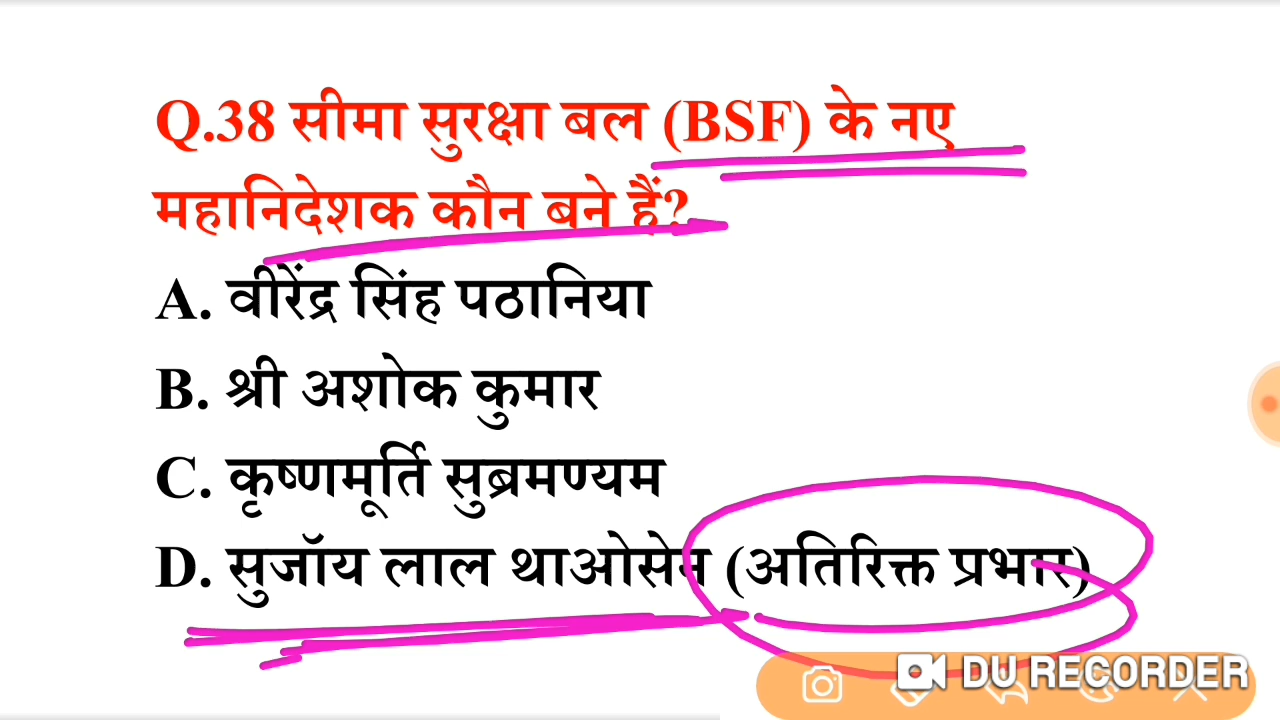 Q.38 सीमा सुरक्षा बल (BSF) के नए
महानिदेशक कौन बने हैं?
A. वीरेंद्र सिंह पठानिया
B. श्री अशोक कुमार
C. कृष्णमूर्ति सुब्रमण्यम
D. सुजॉय लाल थाओसेन (अतिरिक्त प्रभार)
DU RECORDER